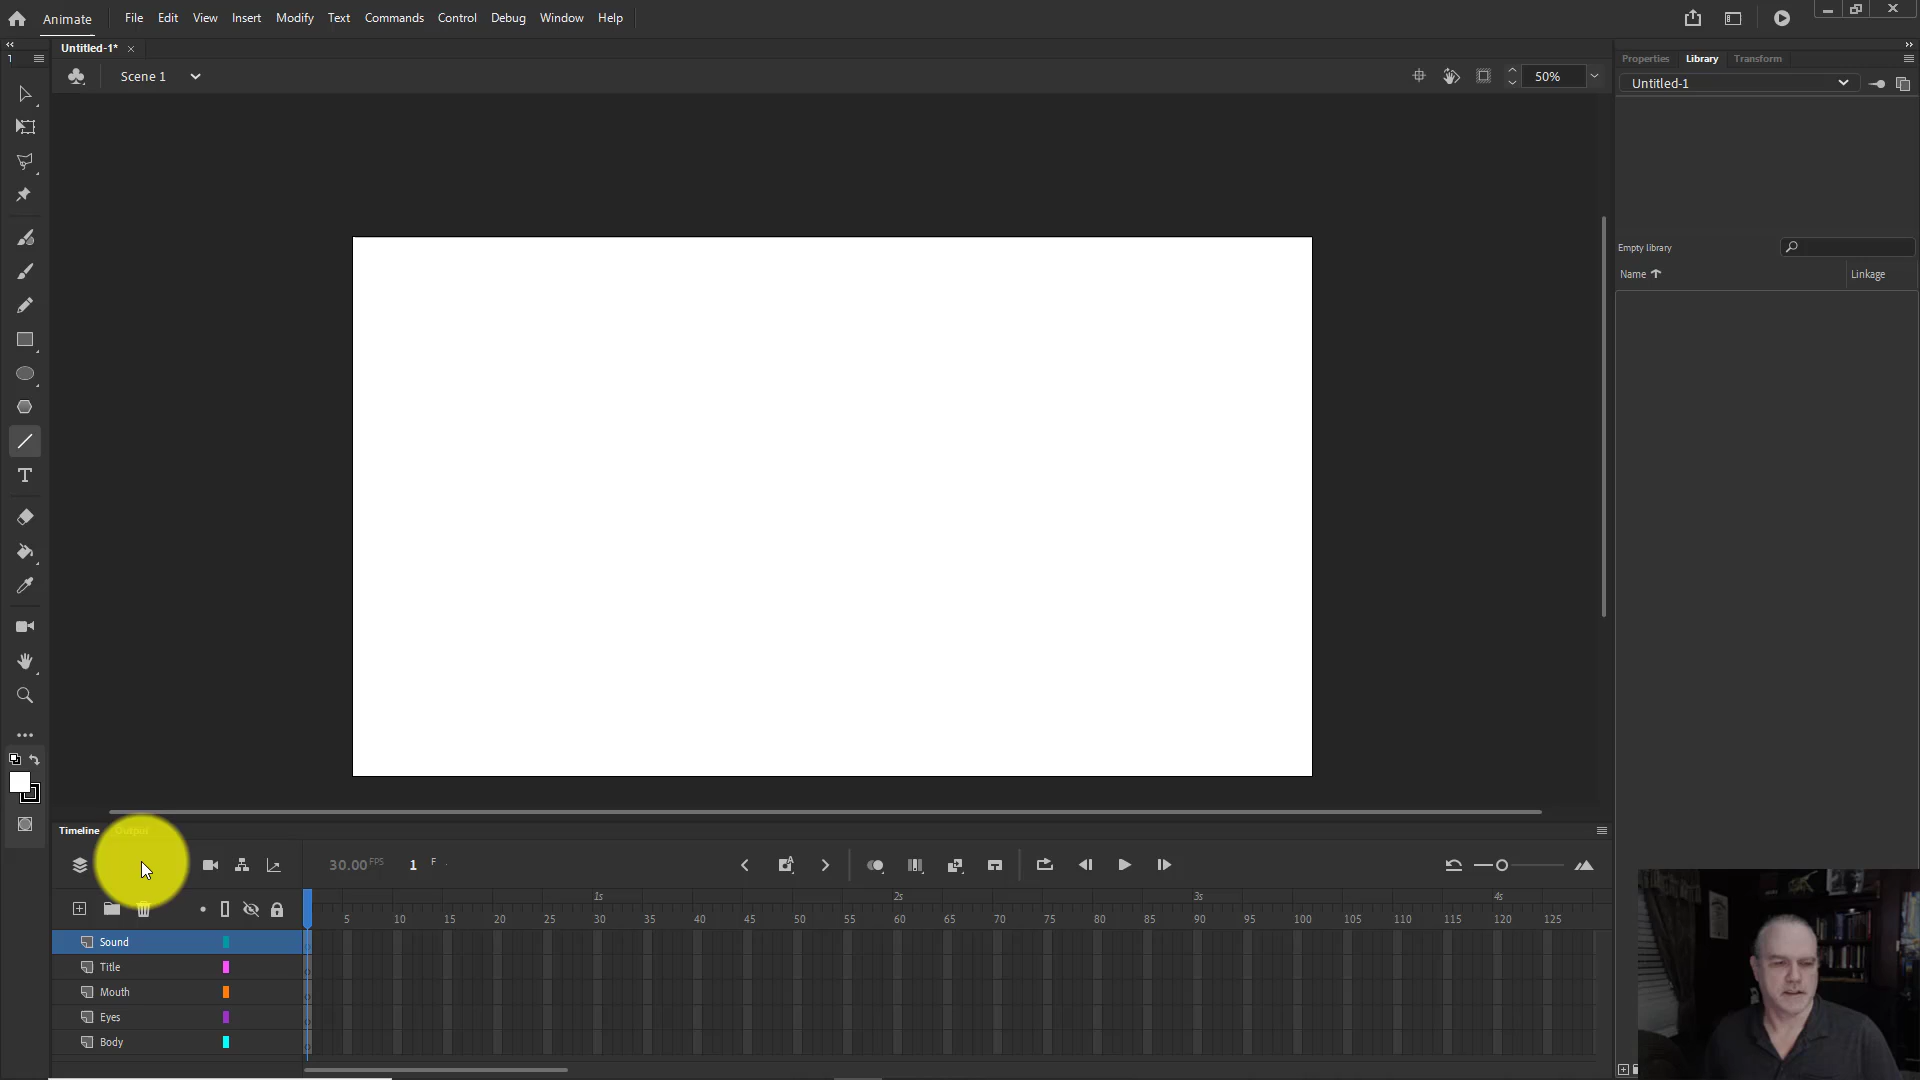 Animate File Edit View Insert Modify Text Commands Control Debug Window Help
Untitled-1*
Properties Library Transform
Scene 1 50%
Untitled-1
Empty library
Name Linkage
Timeline Output
30.00 FPS 1 F
1s 2s 3s 4s
5 10 15 20 25 30 35 40 45 50 55 60 65 70 75 80 85 90 95 100 105 110 115 120 125
Sound
Title
Mouth
Eyes
Body